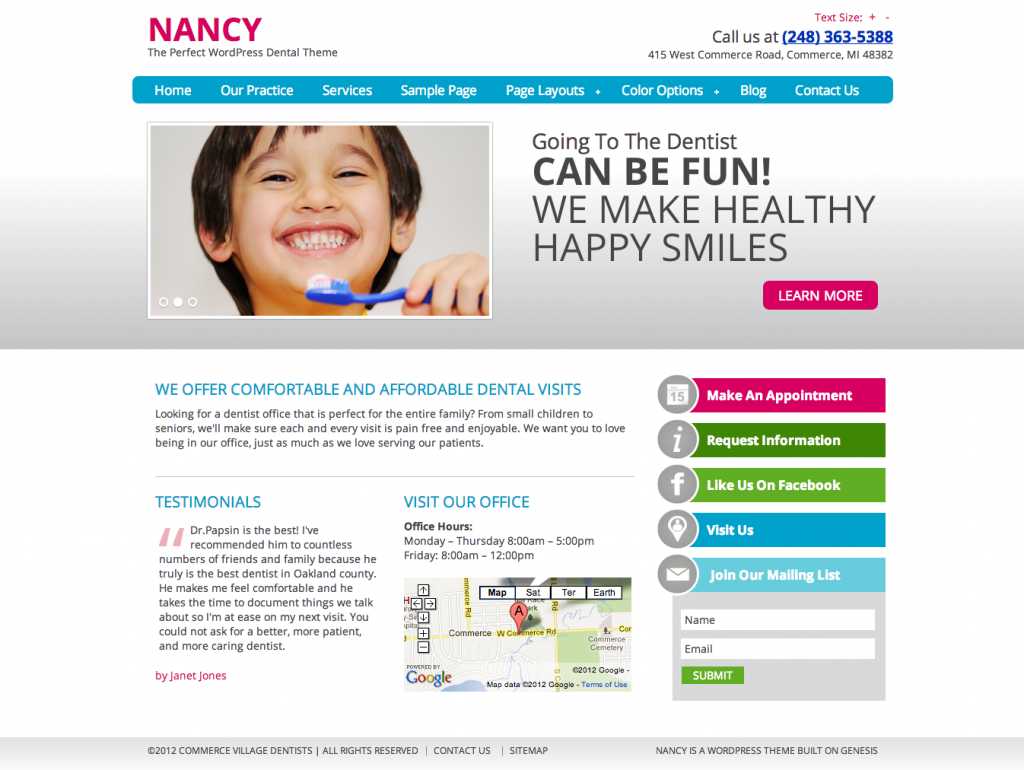 NANCY
The Perfect WordPress Dental Theme
Text Size: + -
Call us at (248) 363-5388
415 West Commerce Road, Commerce, MI 48382
Home Our Practice Services Sample Page Page Layouts + Color Options + Blog Contact Us
Going To The Dentist
CAN BE FUN!
WE MAKE HEALTHY
HAPPY SMILES
LEARN MORE
WE OFFER COMFORTABLE AND AFFORDABLE DENTAL VISITS
Looking for a dentist office that is perfect for the entire family? From small children to
seniors, we'll make sure each and every visit is pain free and enjoyable. We want you to love
being in our office, just as much as we love serving our patients.
TESTIMONIALS
“ Dr.Papsin is the best! I've
recommended him to countless
numbers of friends and family because he
truly is the best dentist in Oakland county.
He makes me feel comfortable and he
takes the time to document things we talk
about so I'm at ease on my next visit. You
could not ask for a better, more patient,
and more caring dentist.
by Janet Jones
VISIT OUR OFFICE
Office Hours:
Monday – Thursday 8:00am – 5:00pm
Friday: 8:00am – 12:00pm
Map Sat Ter Earth
A
Commerce W Commerce Rd
Commerce
Cemetery
POWERED BY
Google
©2012 Google -
Map data ©2012 Google - Terms of Use
15
Make An Appointment
Request Information
Like Us On Facebook
Visit Us
Join Our Mailing List
Name
Email
SUBMIT
©2012 COMMERCE VILLAGE DENTISTS | ALL RIGHTS RESERVED | CONTACT US | SITEMAP
NANCY IS A WORDPRESS THEME BUILT ON GENESIS